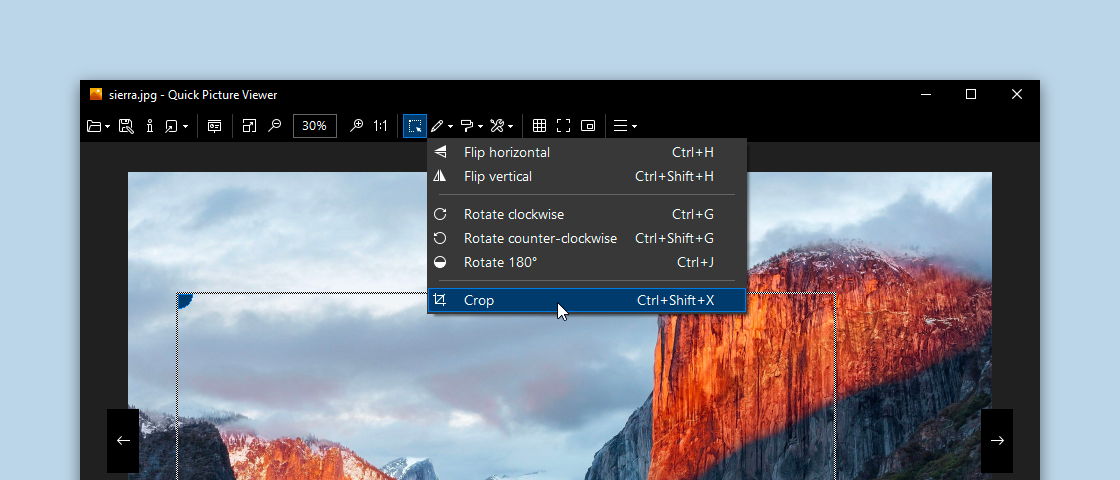 sierra.jpg - Quick Picture Viewer
30% 1:1
Flip horizontal Ctrl+H
Flip vertical Ctrl+Shift+H
Rotate clockwise Ctrl+G
Rotate counter-clockwise Ctrl+Shift+G
Rotate 180° Ctrl+J
Crop Ctrl+Shift+X